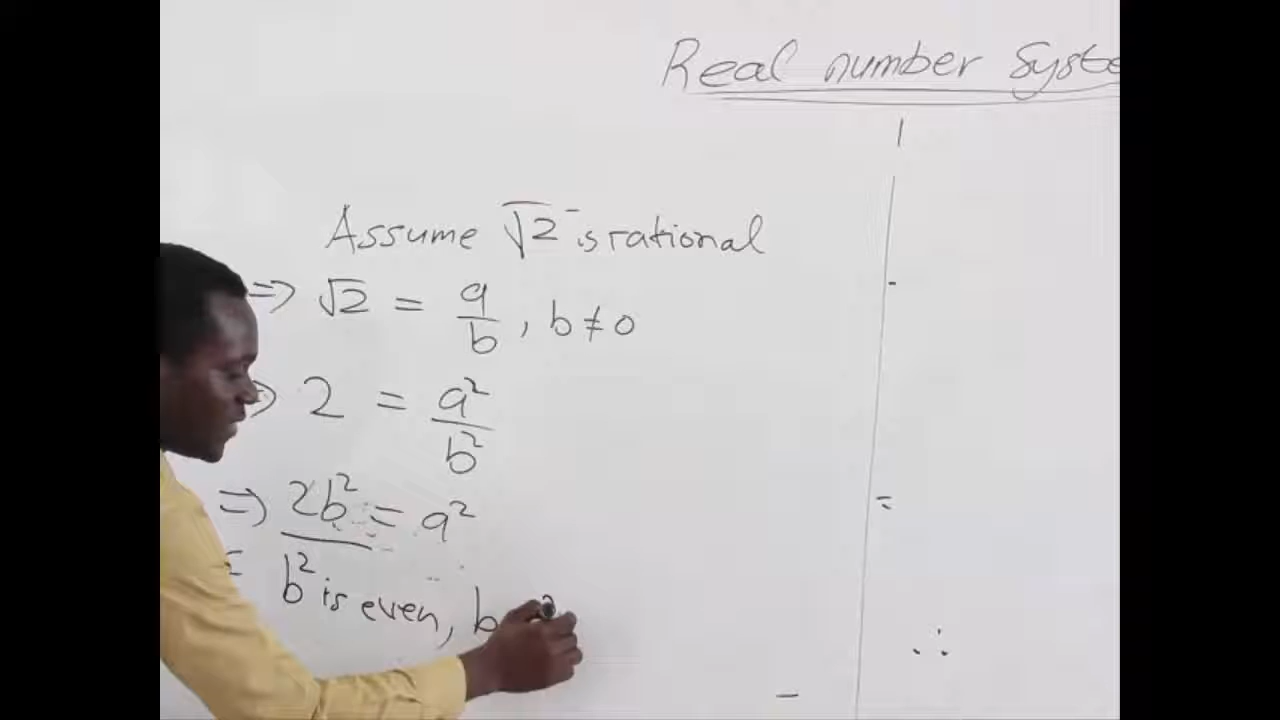 Real number Syste
Assume √2 is rational
⇒ √2 = a/b, b ≠ 0
⇒ 2 = a²/b²
⇒ 2b² = a²
b² is even, b